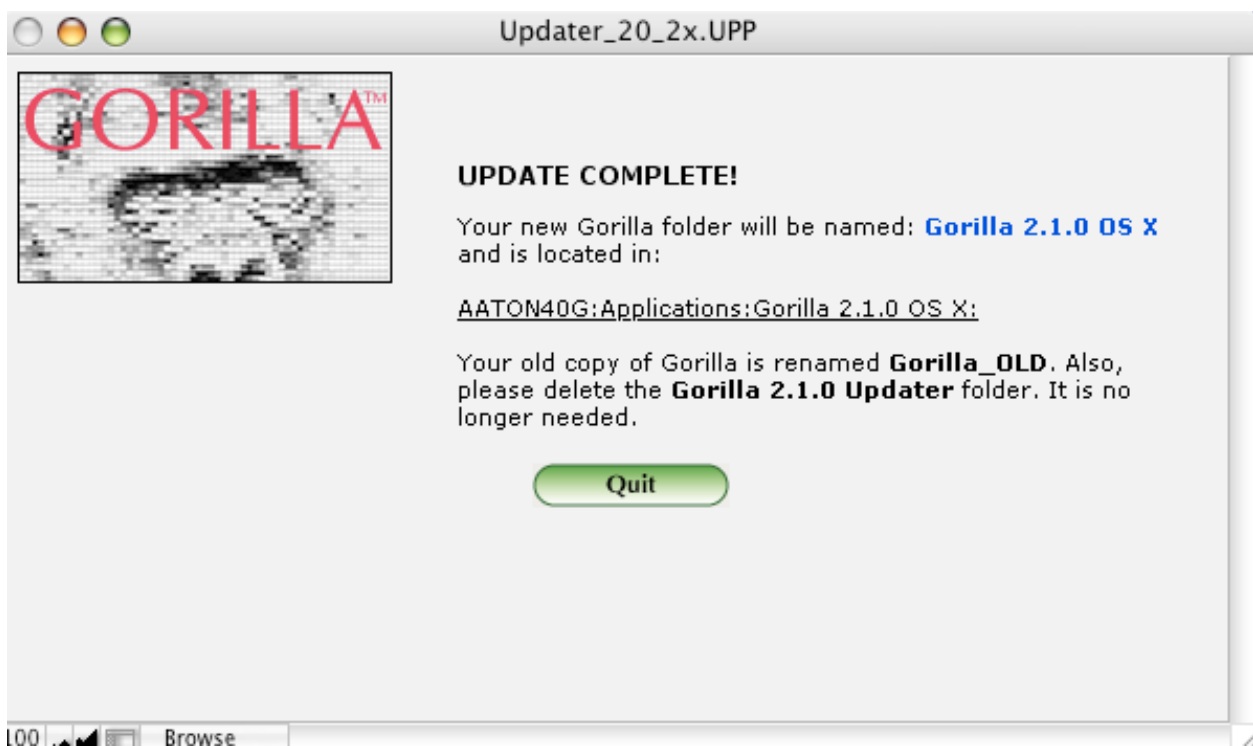 Updater_20_2x.UPP
GORILLA™
UPDATE COMPLETE!
Your new Gorilla folder will be named: Gorilla 2.1.0 OS X
and is located in:
AATON40G:Applications:Gorilla 2.1.0 OS X:
Your old copy of Gorilla is renamed Gorilla_OLD. Also,
please delete the Gorilla 2.1.0 Updater folder. It is no
longer needed.
Quit
100 Browse